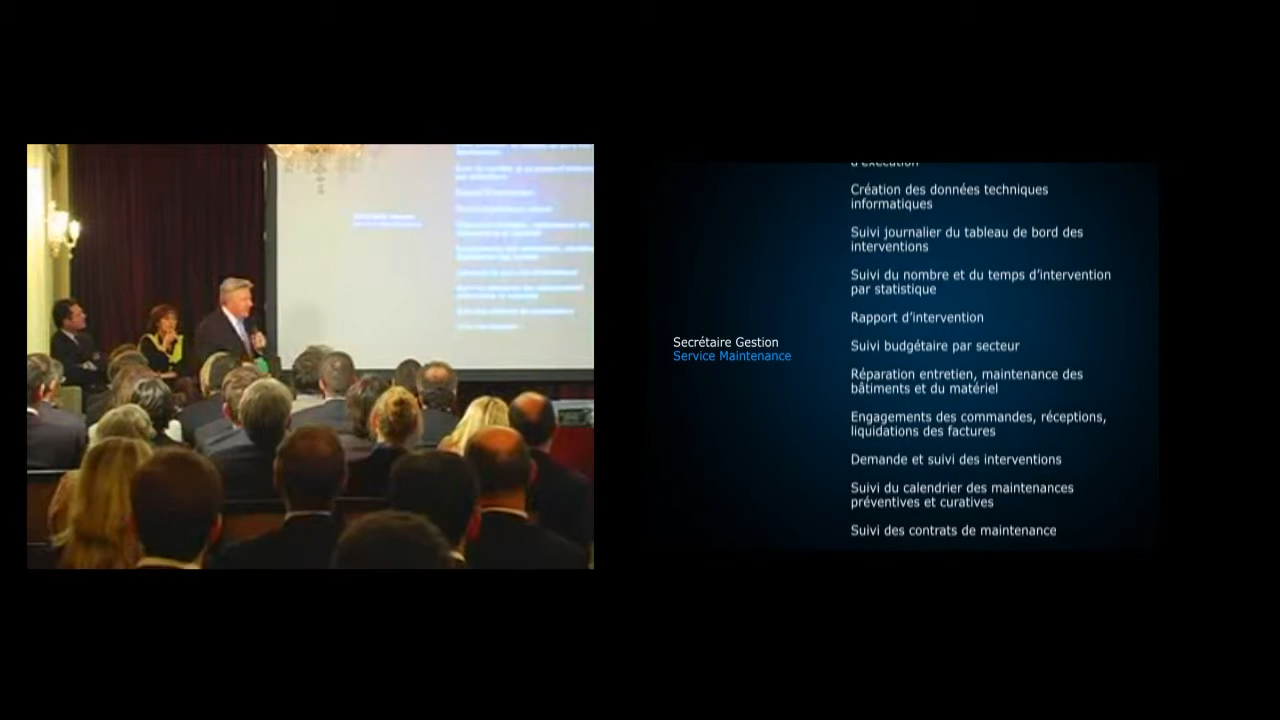 d'exécution
Création des données techniques
informatiques
Suivi journalier du tableau de bord des
interventions
Suivi du nombre et du temps d’intervention
par statistique
Rapport d’intervention
Secrétaire Gestion
Service Maintenance
Suivi budgétaire par secteur
Réparation entretien, maintenance des
bâtiments et du matériel
Engagements des commandes, réceptions,
liquidations des factures
Demande et suivi des interventions
Suivi du calendrier des maintenances
préventives et curatives
Suivi des contrats de maintenance